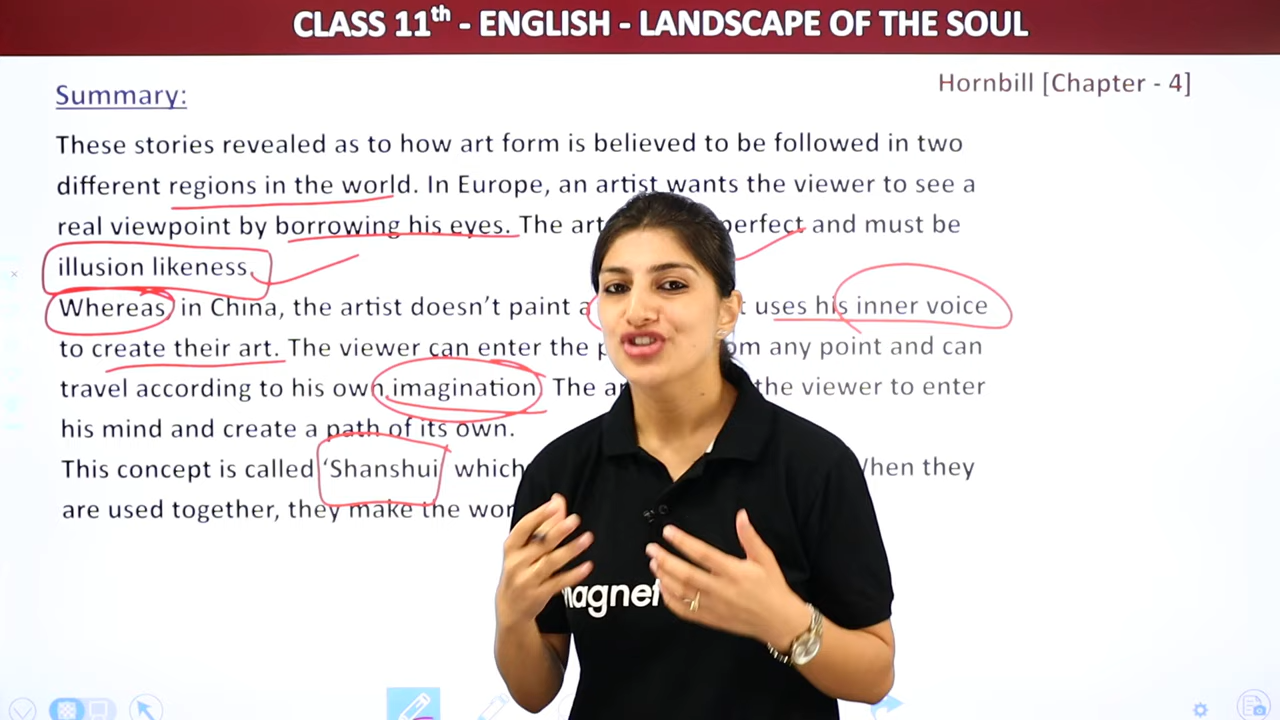 CLASS 11th - ENGLISH - LANDSCAPE OF THE SOUL
Hornbill [Chapter - 4]
Summary:
These stories revealed as to how art form is believed to be followed in two
different regions in the world. In Europe, an artist wants the viewer to see a
real viewpoint by borrowing his eyes. The perfect and must be
illusion likeness.
Whereas in China, the artist doesn't paint uses his inner voice
to create their art. The viewer can enter the any point and can
travel according to his own imagination The the viewer to enter
his mind and create a path of its own.
This concept is called 'Shanshui' which When they
are used together, they make the
magnet